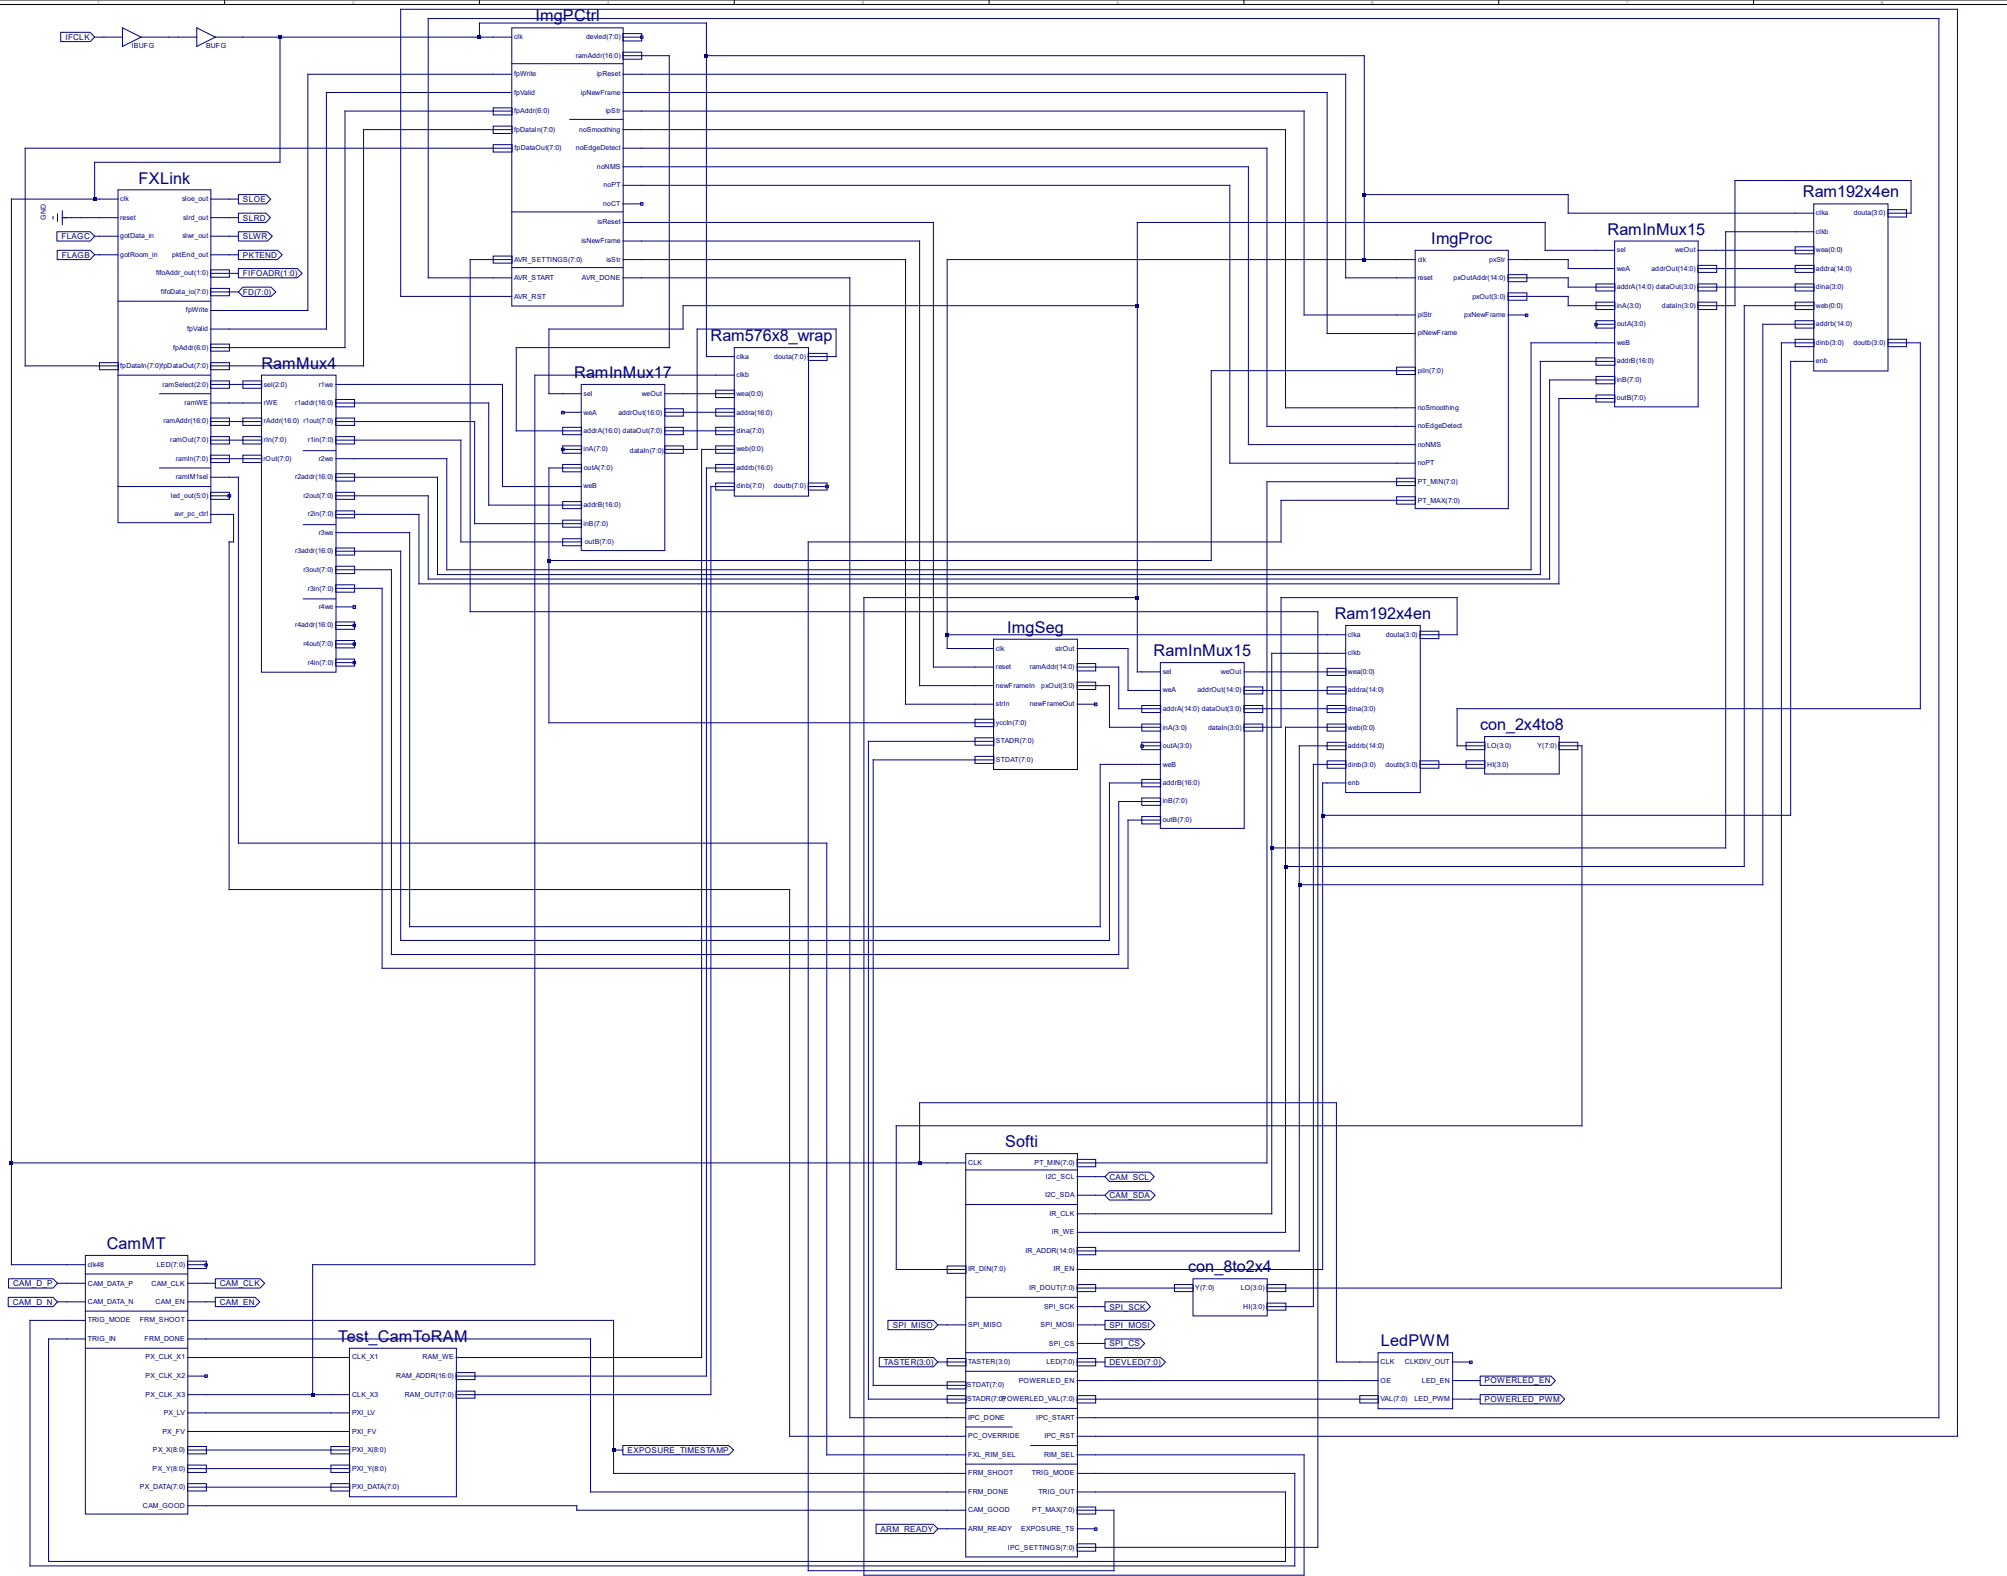 IFCLK
IBUFG
BUFG
ImgPCtrl
clk
fpWrite
fpValid
fpAddr(6:0)
fpDataIn(7:0)
fpDataOut(7:0)
AVR_SETTINGS(7:0)
AVR_START
AVR_RST
devled(7:0)
ramAddr(16:0)
ipReset
ipNewFrame
ipStr
noSmoothing
noEdgeDetect
noNMS
noPT
noCT
isReset
isNewFrame
isStr
AVR_DONE
FXLink
GND
FLAGC
FLAGB
clk
reset
gotData_in
gotRoom_in
fpDataIn(7:0)
sloe_out
slrd_out
slwr_out
pktEnd_out
fifoAddr_out(1:0)
fifoData_io(7:0)
fpWrite
fpValid
fpAddr(6:0)
fpDataOut(7:0)
ramSelect(2:0)
ramWE
ramAddr(16:0)
ramOut(7:0)
ramIn(7:0)
ramIM1sel
led_out(5:0)
avr_pc_ctrl
SLOE
SLRD
SLWR
PKTEND
FIFOADR(1:0)
FD(7:0)
RamMux4
sel(2:0)
rWE
rAddr(16:0)
rIn(7:0)
rOut(7:0)
r1we
r1addr(16:0)
r1out(7:0)
r1in(7:0)
r2we
r2addr(16:0)
r2out(7:0)
r2in(7:0)
r3we
r3addr(16:0)
r3out(7:0)
r3in(7:0)
r4we
r4addr(16:0)
r4out(7:0)
r4in(7:0)
RamInMux17
sel
weA
addrA(16:0)
inA(7:0)
outA(7:0)
weB
addrB(16:0)
inB(7:0)
outB(7:0)
weOut
addrOut(16:0)
dataOut(7:0)
dataIn(7:0)
Ram576x8_wrap
clka
clkb
wea(0:0)
addra(16:0)
dina(7:0)
web(0:0)
addrb(16:0)
dinb(7:0)
douta(7:0)
doutb(7:0)
ImgProc
clk
reset
piStr
piNewFrame
piIn(7:0)
noSmoothing
noEdgeDetect
noNMS
noPT
PT_MIN(7:0)
PT_MAX(7:0)
pxStr
pxOutAddr(14:0)
pxOut(3:0)
pxNewFrame
RamInMux15
sel
weA
addrA(14:0)
inA(3:0)
outA(3:0)
weB
addrB(16:0)
inB(7:0)
outB(7:0)
weOut
addrOut(14:0)
dataOut(3:0)
dataIn(3:0)
Ram192x4en
clka
clkb
wea(0:0)
addra(14:0)
dina(3:0)
web(0:0)
addrb(14:0)
dinb(3:0)
enb
douta(3:0)
doutb(3:0)
ImgSeg
clk
reset
newFrameIn
strIn
yccIn(7:0)
STADR(7:0)
STDAT(7:0)
strOut
ramAddr(14:0)
pxOut(3:0)
newFrameOut
RamInMux15
sel
weA
addrA(14:0)
inA(3:0)
outA(3:0)
weB
addrB(16:0)
inB(7:0)
outB(7:0)
weOut
addrOut(14:0)
dataOut(3:0)
dataIn(3:0)
Ram192x4en
clka
clkb
wea(0:0)
addra(14:0)
dina(3:0)
web(0:0)
addrb(14:0)
dinb(3:0)
enb
douta(3:0)
doutb(3:0)
con_2x4to8
LO(3:0)
HI(3:0)
Y(7:0)
Softi
CLK
IR_DIN(7:0)
SPI_MISO
SPI_MISO
TASTER(3:0)
TASTER(3:0)
STDAT(7:0)
STADR(7:0)
IPC_DONE
PC_OVERRIDE
FXL_RIM_SEL
FRM_SHOOT
FRM_DONE
CAM_GOOD
ARM_READY
ARM_READY
PT_MIN(7:0)
I2C_SCL
I2C_SDA
IR_CLK
IR_WE
IR_ADDR(14:0)
IR_EN
IR_DOUT(7:0)
SPI_SCK
SPI_MOSI
SPI_CS
LED(7:0)
POWERLED_EN
POWERLED_VAL(7:0)
IPC_START
IPC_RST
RIM_SEL
TRIG_MODE
TRIG_OUT
PT_MAX(7:0)
EXPOSURE_TS
IPC_SETTINGS(7:0)
CAM_SCL
CAM_SDA
SPI_SCK
SPI_MOSI
SPI_CS
DEVLED(7:0)
con_8to2x4
Y(7:0)
LO(3:0)
HI(3:0)
LedPWM
CLK
OE
VAL(7:0)
CLKDIV_OUT
LED_EN
LED_PWM
POWERLED_EN
POWERLED_PWM
CamMT
CAM_D_P
CAM_D_N
clk48
CAM_DATA_P
CAM_DATA_N
TRIG_MODE
TRIG_IN
LED(7:0)
CAM_CLK
CAM_EN
FRM_SHOOT
FRM_DONE
PX_CLK_X1
PX_CLK_X2
PX_CLK_X3
PX_LV
PX_FV
PX_X(8:0)
PX_Y(8:0)
PX_DATA(7:0)
CAM_GOOD
CAM_CLK
CAM_EN
Test_CamToRAM
CLK_X1
CLK_X3
PXI_LV
PXI_FV
PXI_X(8:0)
PXI_Y(8:0)
PXI_DATA(7:0)
RAM_WE
RAM_ADDR(16:0)
RAM_OUT(7:0)
EXPOSURE_TIMESTAMP